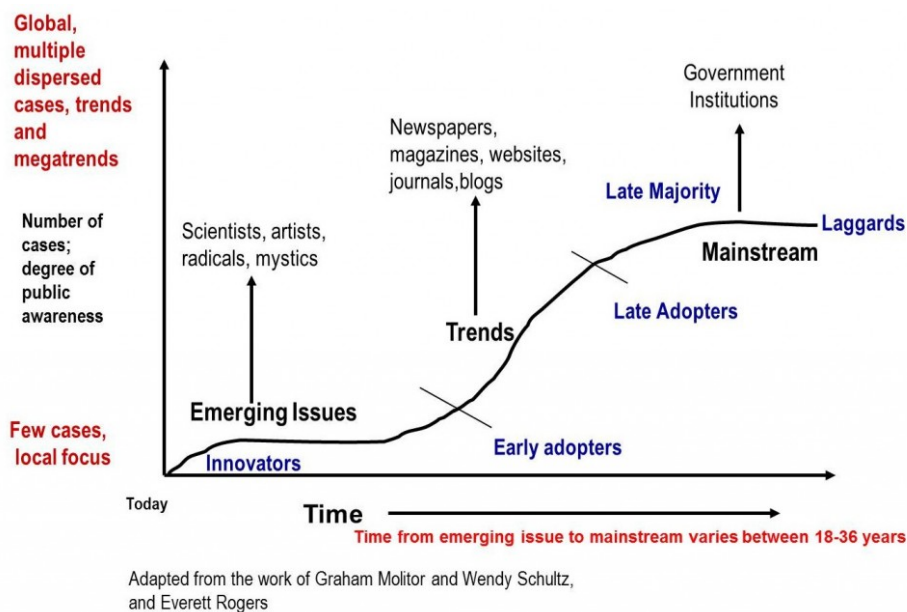 Global,
multiple
dispersed
cases, trends
and
megatrends
Number of
cases;
degree of
public
awareness
Few cases,
local focus
Scientists, artists,
radicals, mystics
Emerging Issues
Innovators
Newspapers,
magazines, websites,
journals,blogs
Trends
Early adopters
Government
Institutions
Late Majority
Laggards
Mainstream
Late Adopters
Today
Time
Time from emerging issue to mainstream varies between 18-36 years
Adapted from the work of Graham Molitor and Wendy Schultz,
and Everett Rogers